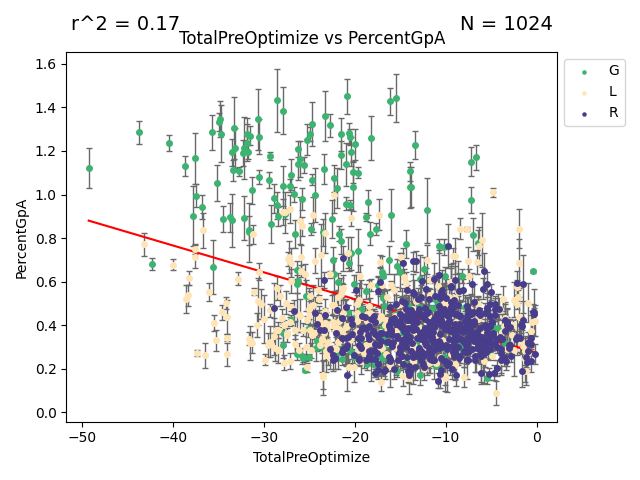 r^2 = 0.17
N = 1024
TotalPreOptimize vs PercentGpA
G
L
R
PercentGpA
1.6
1.4
1.2
1.0
0.8
0.6
0.4
0.2
0.0
−50
−40
−30
−20
−10
0
TotalPreOptimize